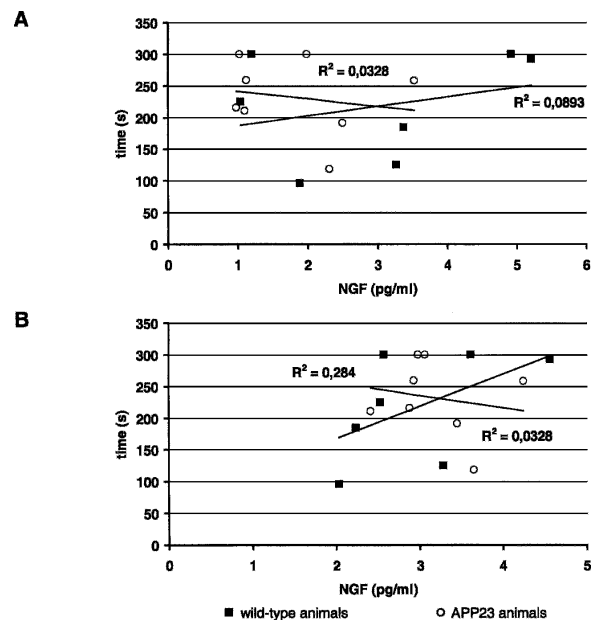 A
350
300
250
200
150
100
50
0
time (s)
R² = 0,0328
R² = 0,0893
0 1 2 3 4 5 6
NGF (pg/ml)
B
350
300
250
200
150
100
50
0
time (s)
R² = 0,284
R² = 0,0328
0 1 2 3 4 5
NGF (pg/ml)
wild-type animals APP23 animals